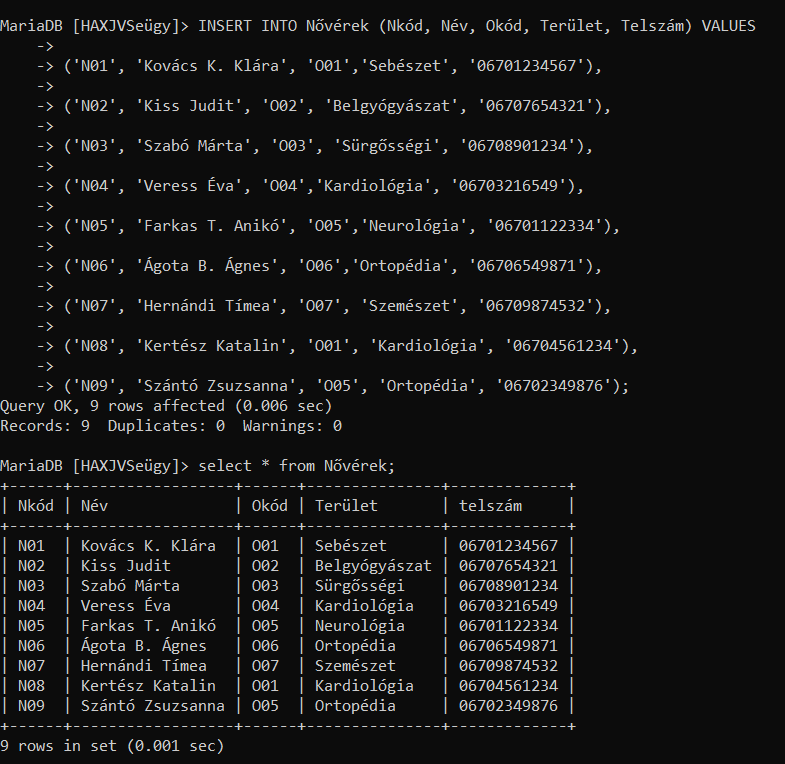 MariaDB [HAXJVSeügy]> INSERT INTO Nővérek (Nkód, Név, Okód, Terület, Telszám) VALUES
    ->
    -> ('N01', 'Kovács K. Klára', 'O01','Sebészet', '06701234567'),
    ->
    -> ('N02', 'Kiss Judit', 'O02', 'Belgyógyászat', '06707654321'),
    ->
    -> ('N03', 'Szabó Márta', 'O03', 'Sürgősségi', '06708901234'),
    ->
    -> ('N04', 'Veress Éva', 'O04','Kardiológia', '06703216549'),
    ->
    -> ('N05', 'Farkas T. Anikó', 'O05','Neurológia', '06701122334'),
    ->
    -> ('N06', 'Ágota B. Ágnes', 'O06','Ortopédia', '06706549871'),
    ->
    -> ('N07', 'Hernándi Tímea', 'O07', 'Szemészet', '06709874532'),
    ->
    -> ('N08', 'Kertész Katalin', 'O01', 'Kardiológia', '06704561234'),
    ->
    -> ('N09', 'Szántó Zsuzsanna', 'O05', 'Ortopédia', '06702349876');
Query OK, 9 rows affected (0.006 sec)
Records: 9  Duplicates: 0  Warnings: 0

MariaDB [HAXJVSeügy]> select * from Nővérek;
+------+------------------+------+---------------+-------------+
| Nkód | Név              | Okód | Terület       | telszám     |
+------+------------------+------+---------------+-------------+
| N01  | Kovács K. Klára  | O01  | Sebészet      | 06701234567 |
| N02  | Kiss Judit       | O02  | Belgyógyászat | 06707654321 |
| N03  | Szabó Márta      | O03  | Sürgősségi    | 06708901234 |
| N04  | Veress Éva       | O04  | Kardiológia   | 06703216549 |
| N05  | Farkas T. Anikó  | O05  | Neurológia    | 06701122334 |
| N06  | Ágota B. Ágnes   | O06  | Ortopédia     | 06706549871 |
| N07  | Hernándi Tímea   | O07  | Szemészet     | 06709874532 |
| N08  | Kertész Katalin  | O01  | Kardiológia   | 06704561234 |
| N09  | Szántó Zsuzsanna | O05  | Ortopédia     | 06702349876 |
+------+------------------+------+---------------+-------------+
9 rows in set (0.001 sec)